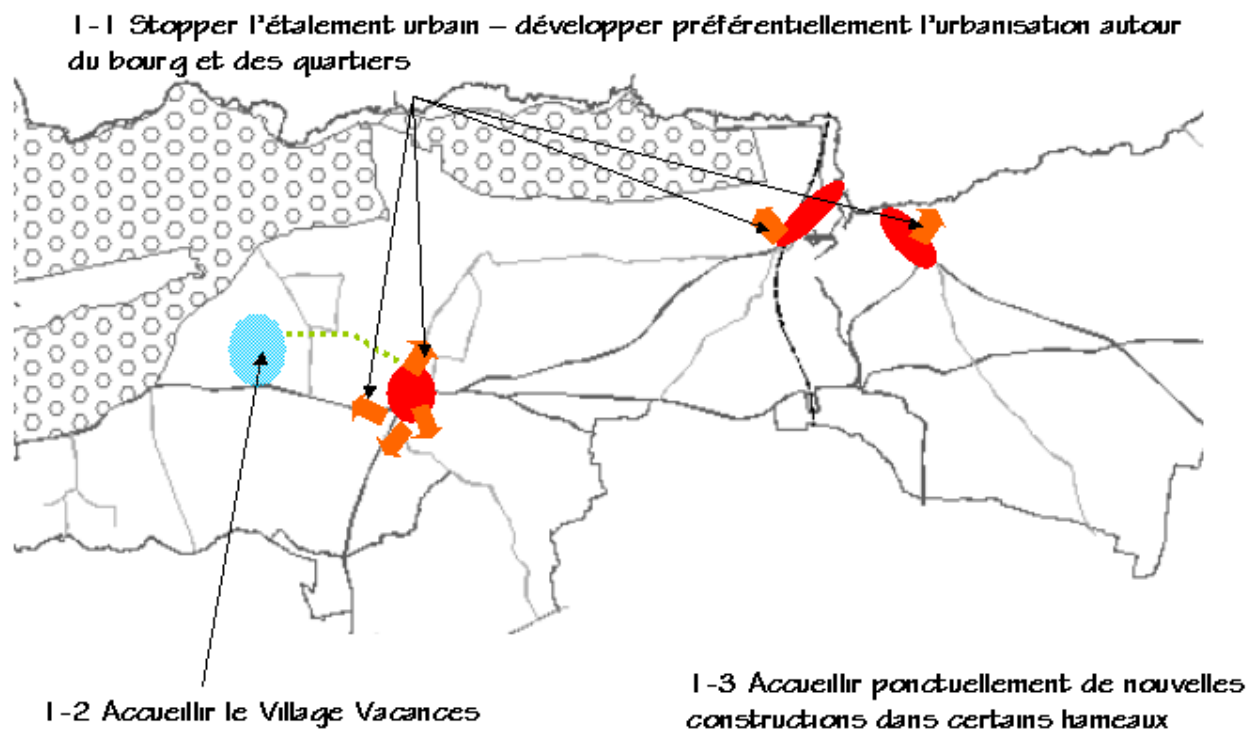 1-1 Stopper l'étalement urbain – développer préférentiellement l'urbanisation autour
du bourg et des quartiers
1-2 Accueillir le Village Vacances
1-3 Accueillir ponctuellement de nouvelles
constructions dans certains hameaux